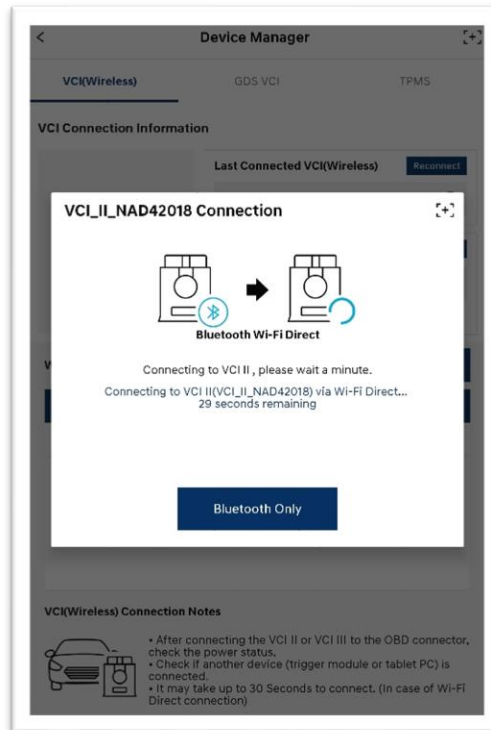 Device Manager
VCI(Wireless)
GDS VCI
TPMS
VCI Connection Information
Last Connected VCI(Wireless)
Reconnect
VCI_II_NAD42018 Connection
Bluetooth Wi-Fi Direct
Connecting to VCI II , please wait a minute.
Connecting to VCI II(VCI_II_NAD42018) via Wi-Fi Direct...
29 seconds remaining
Bluetooth Only
VCI(Wireless) Connection Notes
• After connecting the VCI II or VCI III to the OBD connector,
check the power status.
• Check if another device (trigger module or tablet PC) is
connected.
• It may take up to 30 Seconds to connect. (In case of Wi-Fi
Direct connection)